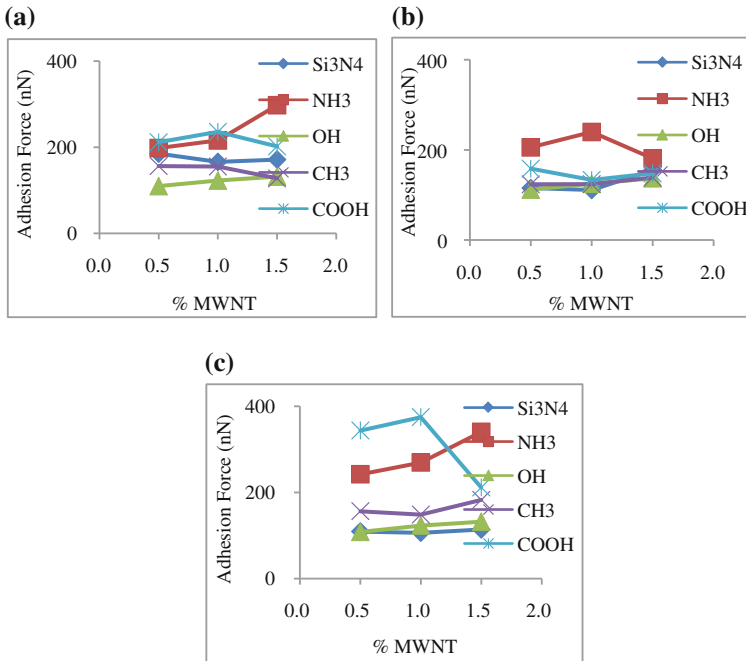 (a)
400
200
0
Adhesion Force (nN)
0.0 0.5 1.0 1.5 2.0
% MWNT
Si3N4
NH3
OH
CH3
COOH
(b)
400
200
0
Adhesion Force (nN)
0.0 0.5 1.0 1.5 2.0
% MWNT
Si3N4
NH3
OH
CH3
COOH
(c)
400
200
0
Adhesion Force (nN)
0.0 0.5 1.0 1.5 2.0
% MWNT
Si3N4
NH3
OH
CH3
COOH